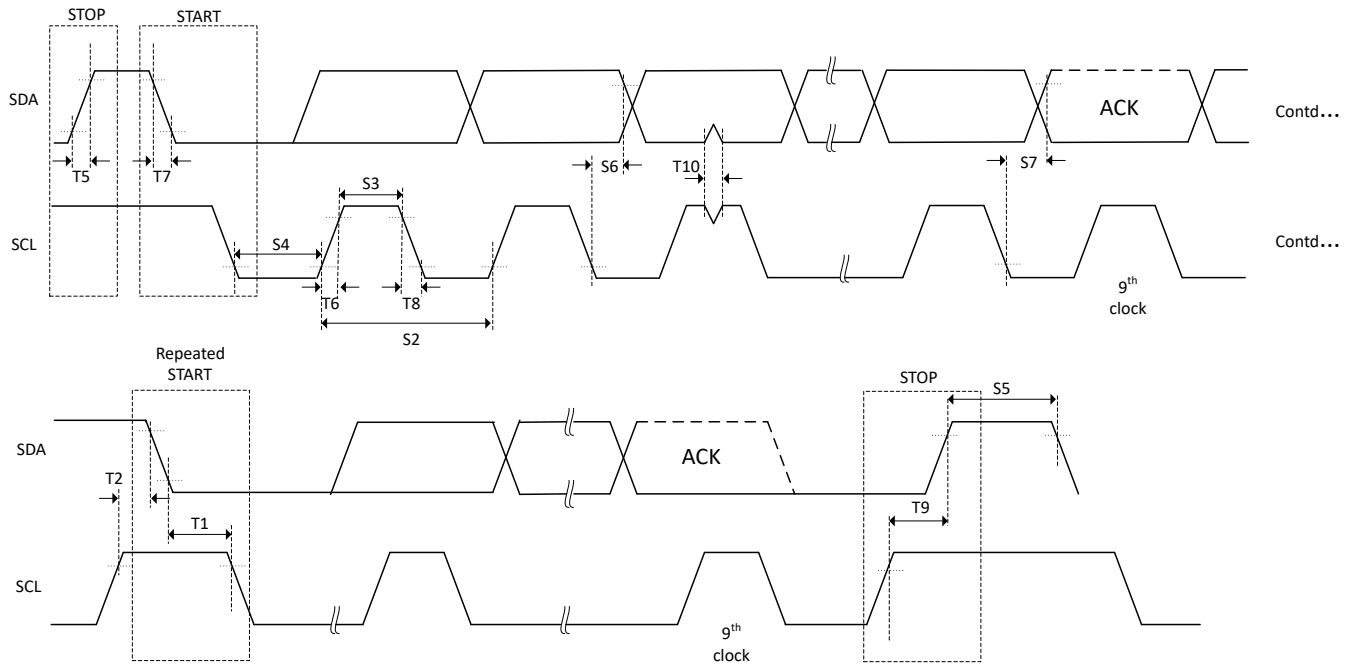 STOP
START
SDA
ACK
Contd...
T5
T7
S6
T10
S7
S3
SCL
S4
Contd...
T6
T8
9th
clock
S2
Repeated
START
STOP
S5
SDA
T2
ACK
T9
T1
SCL
9th
clock